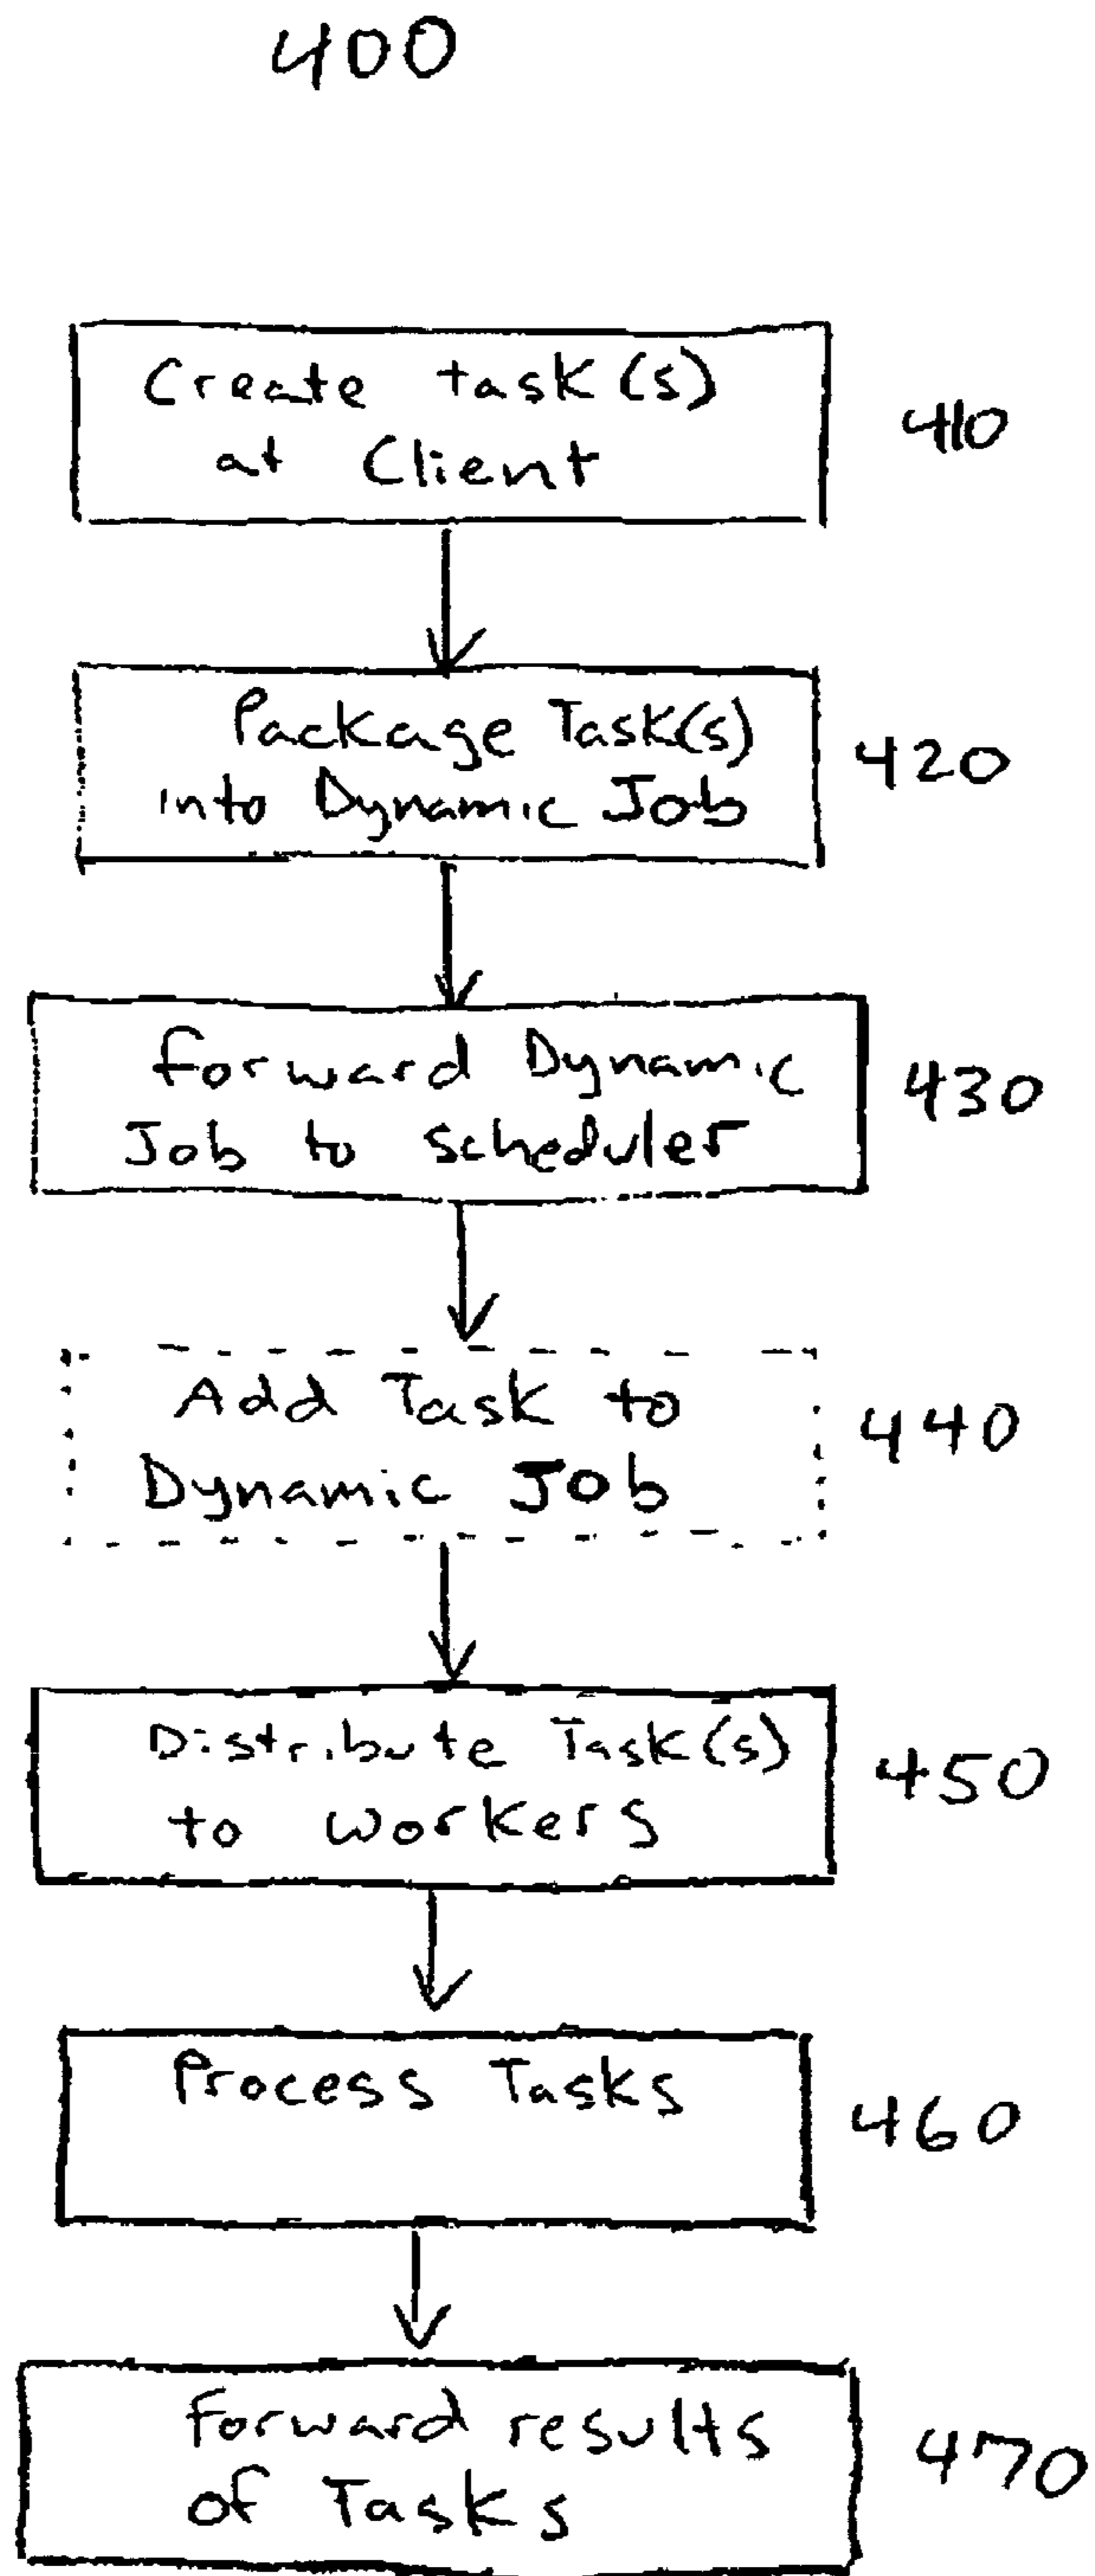 400
Create task(s)
at Client
410
Package Task(s)
into Dynamic Job
420
forward Dynamic
Job to scheduler
430
Add Task to
Dynamic Job
440
Distribute Task(s)
to workers
450
Process Tasks
460
forward results
of Tasks
470